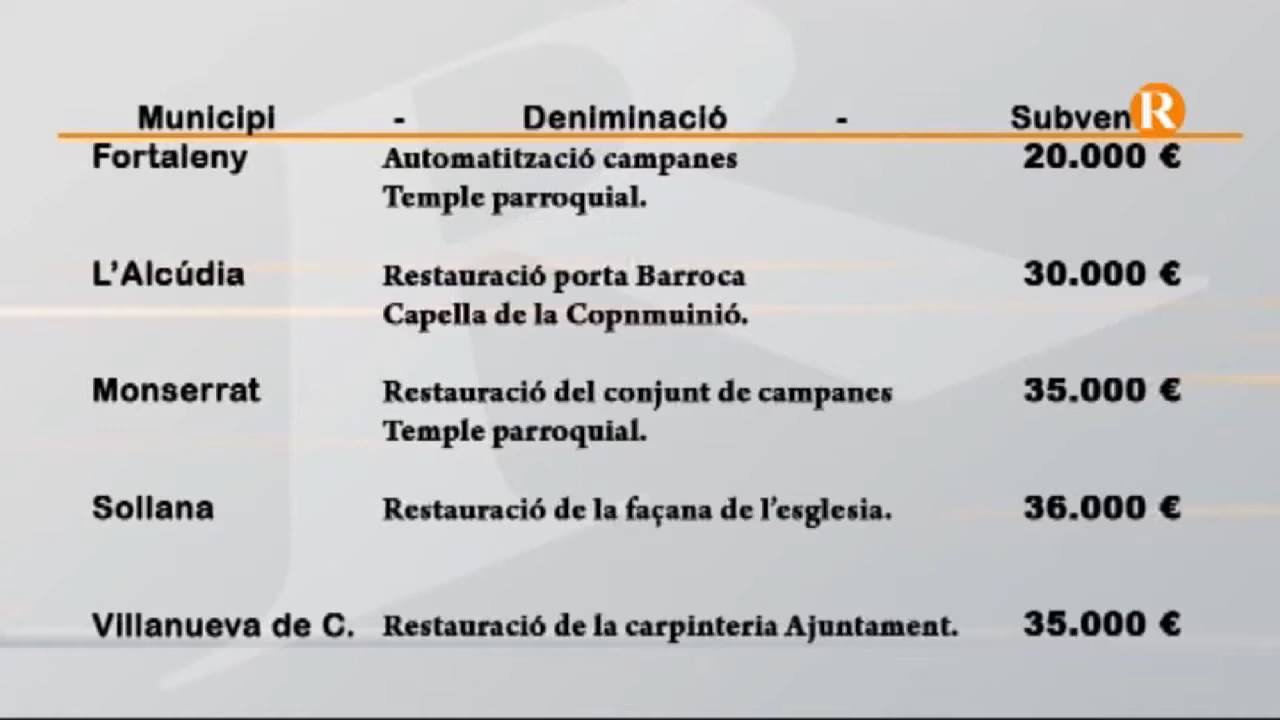 Municipi - Deniminació - Subven R
Fortaleny Automatització campanes 20.000 €
Temple parroquial.
L'Alcúdia Restauració porta Barroca 30.000 €
Capella de la Copnmuinió.
Monserrat Restauració del conjunt de campanes 35.000 €
Temple parroquial.
Sollana Restauració de la façana de l'esglesia. 36.000 €
Villanueva de C. Restauració de la carpinteria Ajuntament. 35.000 €